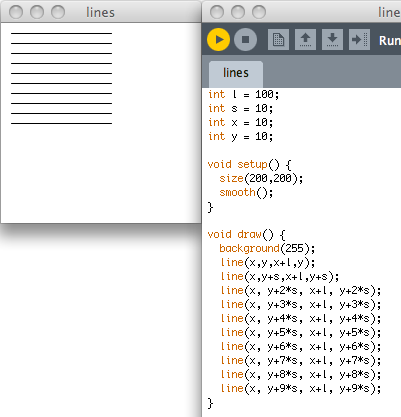 lines
lines
Run
lines
int l = 100;
int s = 10;
int x = 10;
int y = 10;
void setup() {
size(200,200);
smooth();
}
void draw() {
background(255);
line(x,y,x+l,y);
line(x,y+s,x+l,y+s);
line(x, y+2*s, x+l, y+2*s);
line(x, y+3*s, x+l, y+3*s);
line(x, y+4*s, x+l, y+4*s);
line(x, y+5*s, x+l, y+5*s);
line(x, y+6*s, x+l, y+6*s);
line(x, y+7*s, x+l, y+7*s);
line(x, y+8*s, x+l, y+8*s);
line(x, y+9*s, x+l, y+9*s);
}